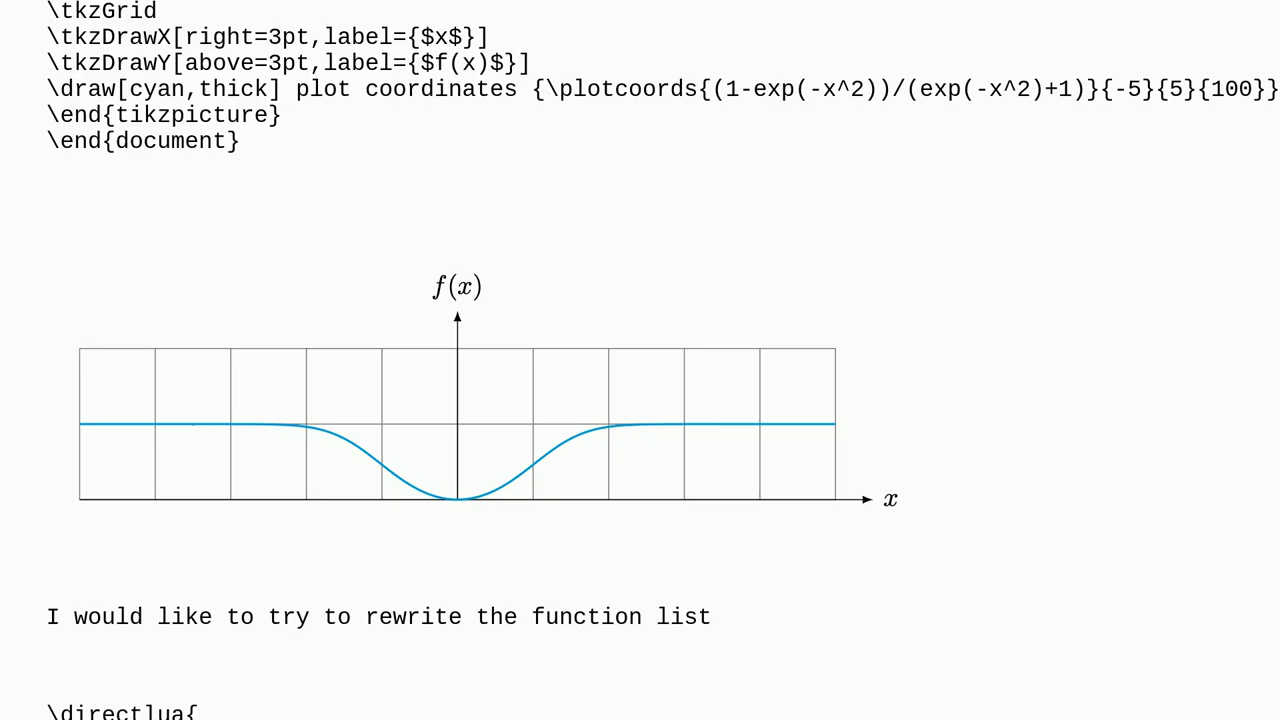 \tkzGrid
\tkzDrawX[right=3pt,label={$x$}]
\tkzDrawY[above=3pt,label={$f(x)$}]
\draw[cyan,thick] plot coordinates {\plotcoords{(1-exp(-x^2))/(exp(-x^2)+1)}{-5}{5}{100}}
\end{tikzpicture}
\end{document}
f(x)
x
I would like to try to rewrite the function list
\directlua{